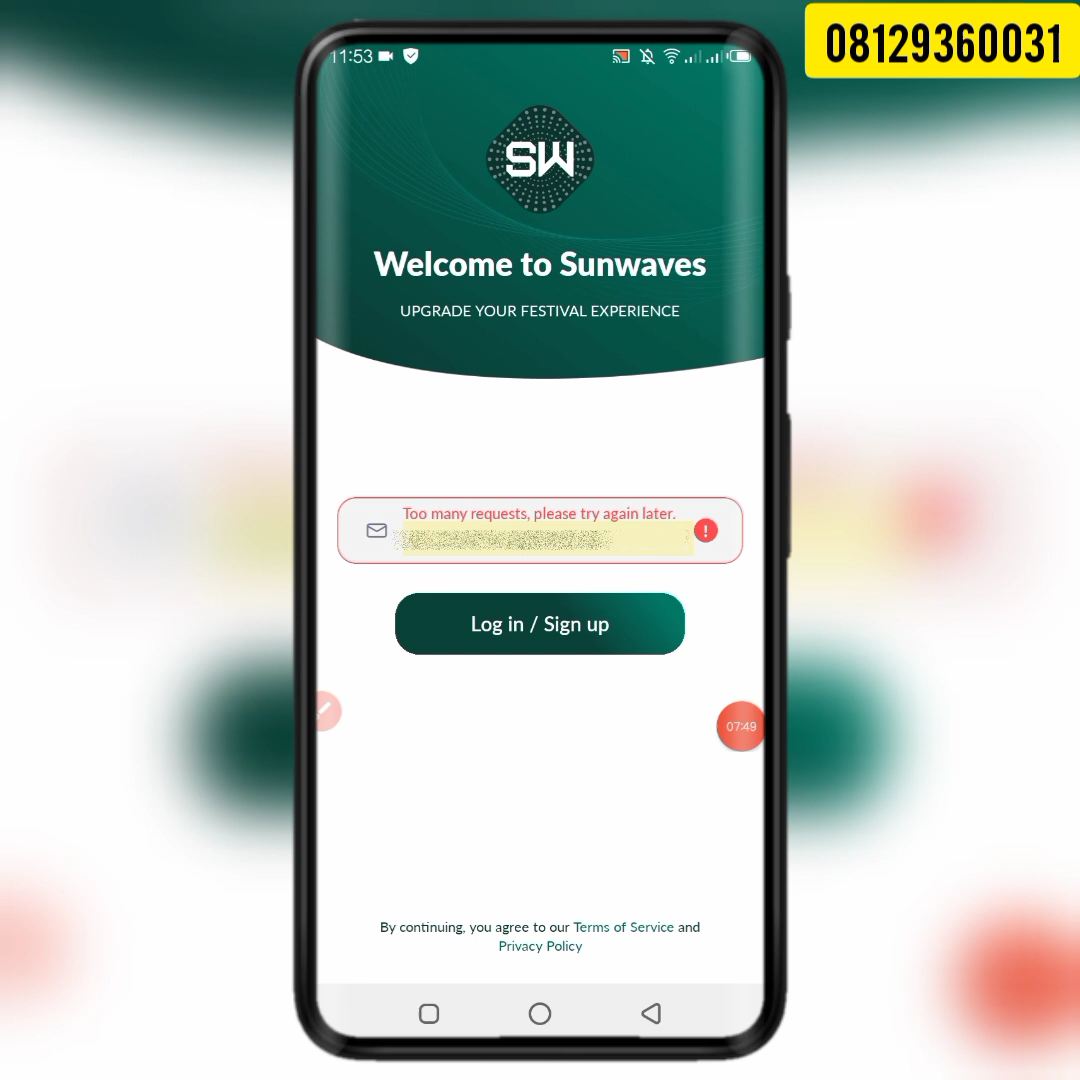 08129360031
11:53
SW
Welcome to Sunwaves
UPGRADE YOUR FESTIVAL EXPERIENCE
Too many requests, please try again later.
!
Log in / Sign up
07:49
By continuing, you agree to our Terms of Service and
Privacy Policy